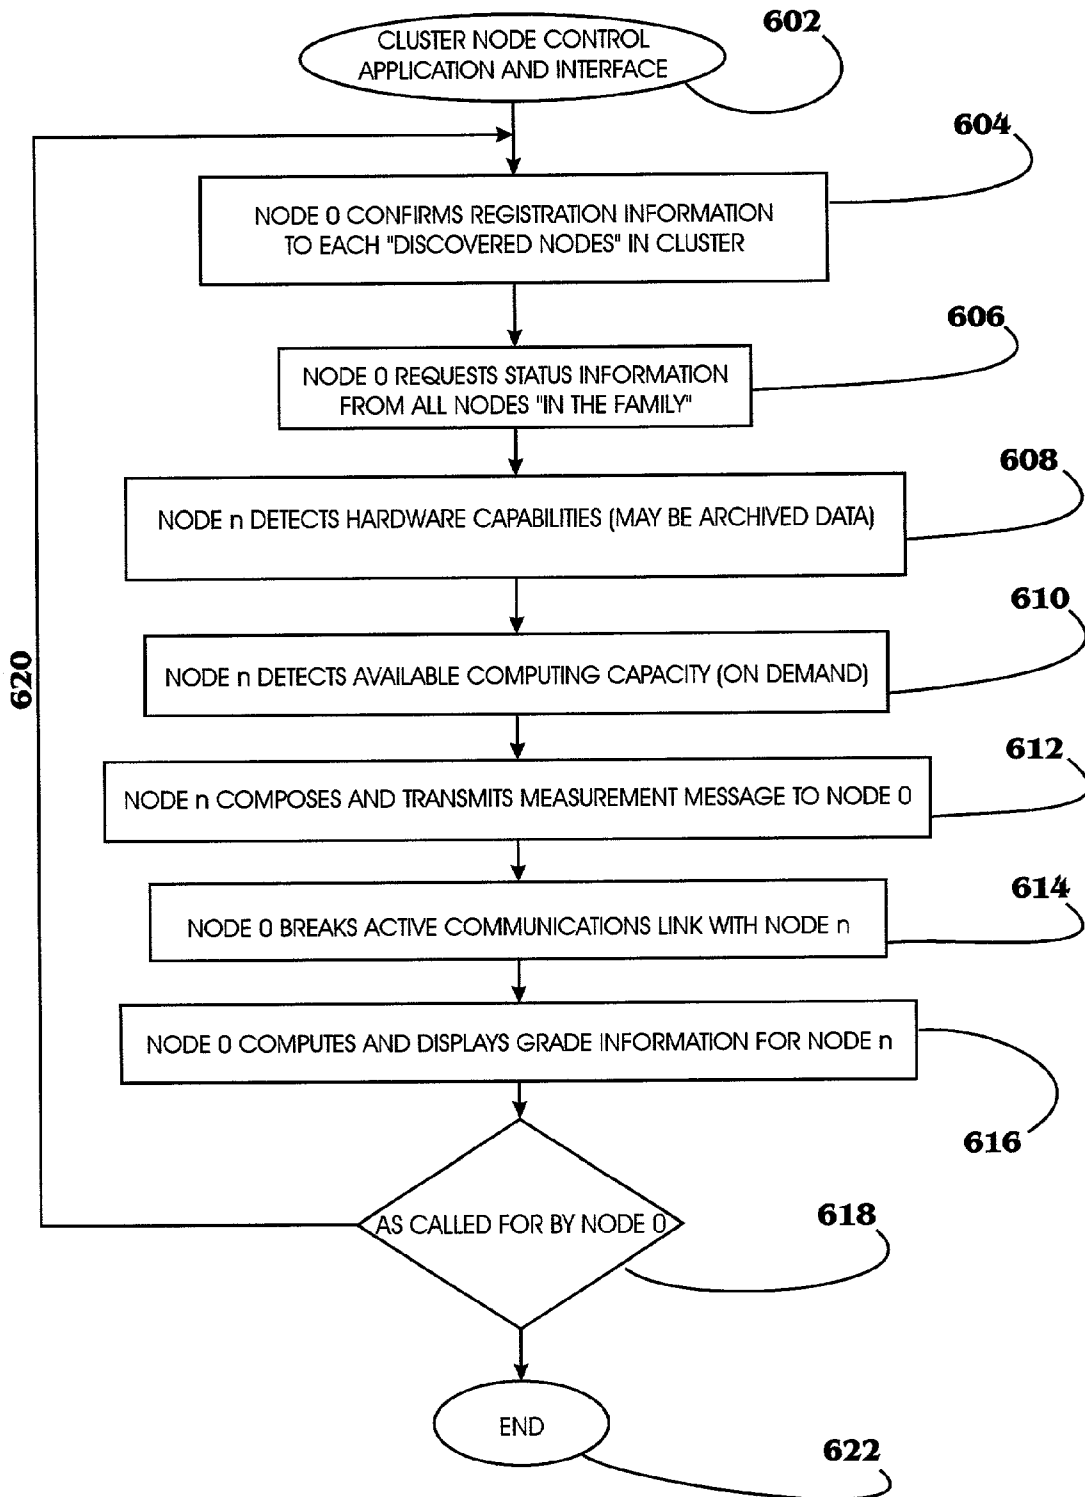 CLUSTER NODE CONTROL
APPLICATION AND INTERFACE
602
604
NODE 0 CONFIRMS REGISTRATION INFORMATION
TO EACH "DISCOVERED NODES" IN CLUSTER
606
NODE 0 REQUESTS STATUS INFORMATION
FROM ALL NODES "IN THE FAMILY"
608
NODE n DETECTS HARDWARE CAPABILITIES (MAY BE ARCHIVED DATA)
610
NODE n DETECTS AVAILABLE COMPUTING CAPACITY (ON DEMAND)
620
612
NODE n COMPOSES AND TRANSMITS MEASUREMENT MESSAGE TO NODE 0
614
NODE 0 BREAKS ACTIVE COMMUNICATIONS LINK WITH NODE n
NODE 0 COMPUTES AND DISPLAYS GRADE INFORMATION FOR NODE n
616
AS CALLED FOR BY NODE 0
618
END
622